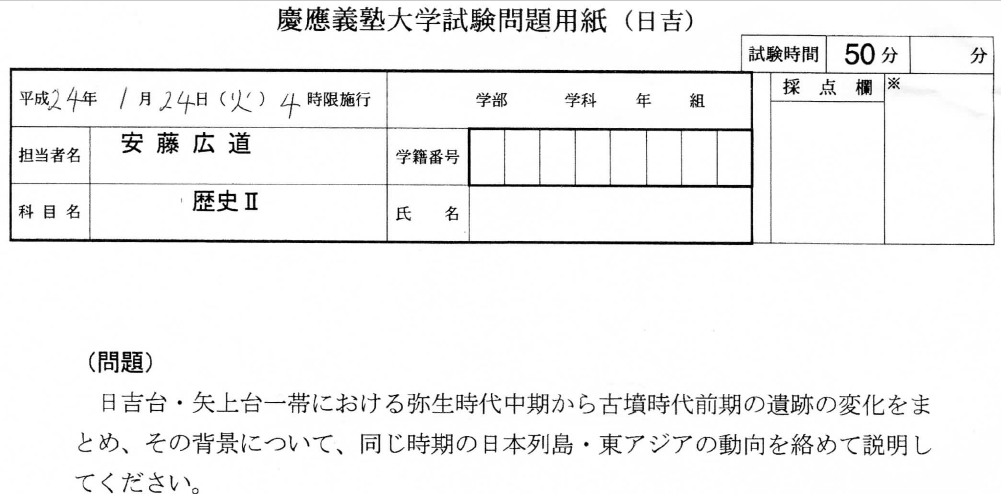 慶應義塾大学試験問題用紙（日吉）
試験時間 50分 分
平成24年 1月24日（火）4時限施行 学部 学科 年 組
採点欄 ※
担当者名 安藤広道 学籍番号
科目名 歴史Ⅱ 氏名
（問題）
日吉台・矢上台一帯における弥生時代中期から古墳時代前期の遺跡の変化をま
とめ、その背景について、同じ時期の日本列島・東アジアの動向を絡めて説明し
てください。